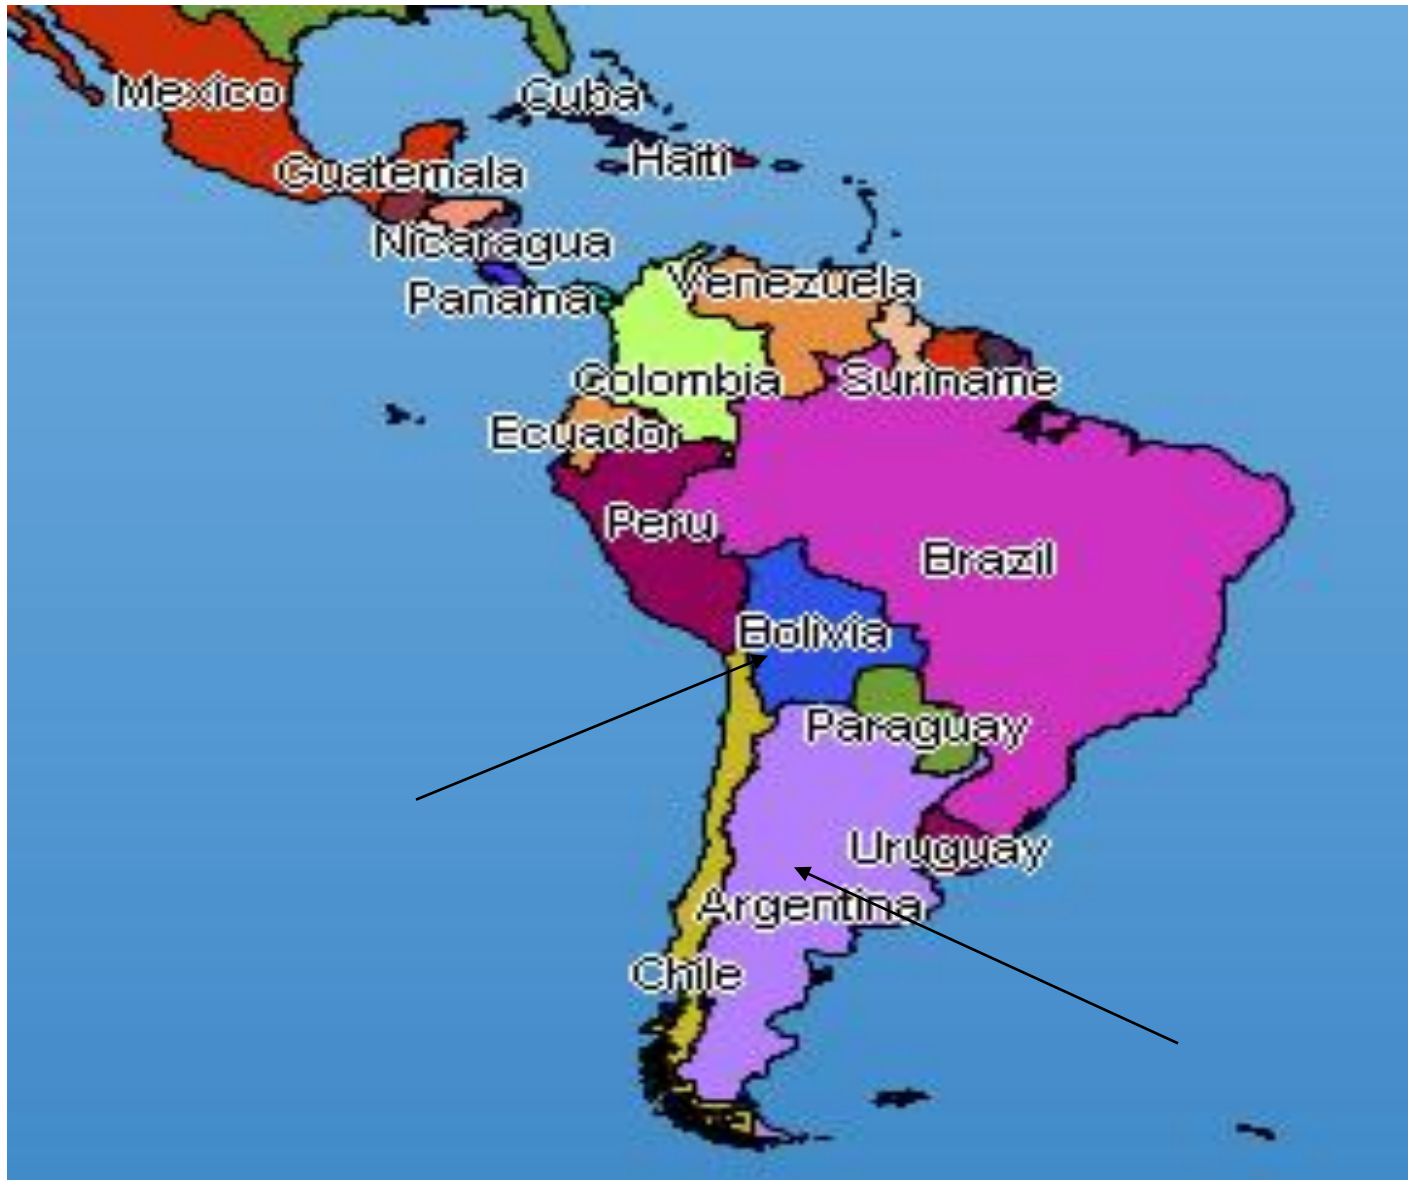 Mexico
Cuba
Haiti
Guatemala
Nicaragua
Panama
Venezuela
Colombia
Suriname
Ecuador
Peru
Brazil
Bolivia
Paraguay
Uruguay
Argentina
Chile